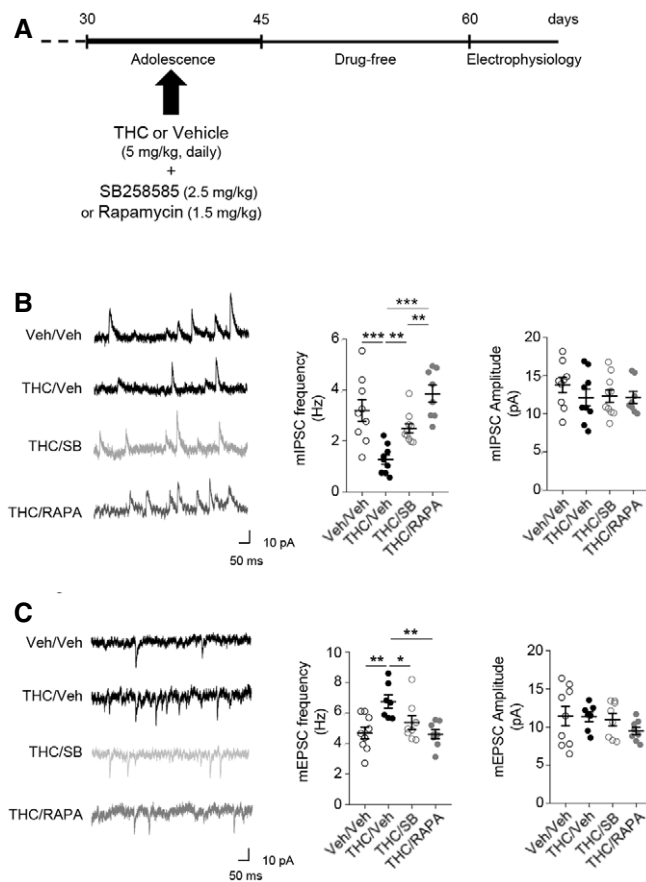 A
30 45 60 days
Adolescence Drug-free Electrophysiology
THC or Vehicle
(5 mg/kg, daily)
+
SB258585 (2.5 mg/kg)
or Rapamycin (1.5 mg/kg)
B
Veh/Veh
THC/Veh
THC/SB
THC/RAPA
10 pA
50 ms
mIPSC frequency
(Hz)
6
4
2
0
***
**
*** **
Veh/Veh
THC/Veh
THC/SB
THC/RAPA
mIPSC Amplitude
(pA)
20
15
10
5
0
Veh/Veh
THC/Veh
THC/SB
THC/RAPA
C
Veh/Veh
THC/Veh
THC/SB
THC/RAPA
10 pA
50 ms
mEPSC frequency
(Hz)
10
8
6
4
2
0
**
** *
Veh/Veh
THC/Veh
THC/SB
THC/RAPA
mEPSC Amplitude
(pA)
20
15
10
5
0
Veh/Veh
THC/Veh
THC/SB
THC/RAPA